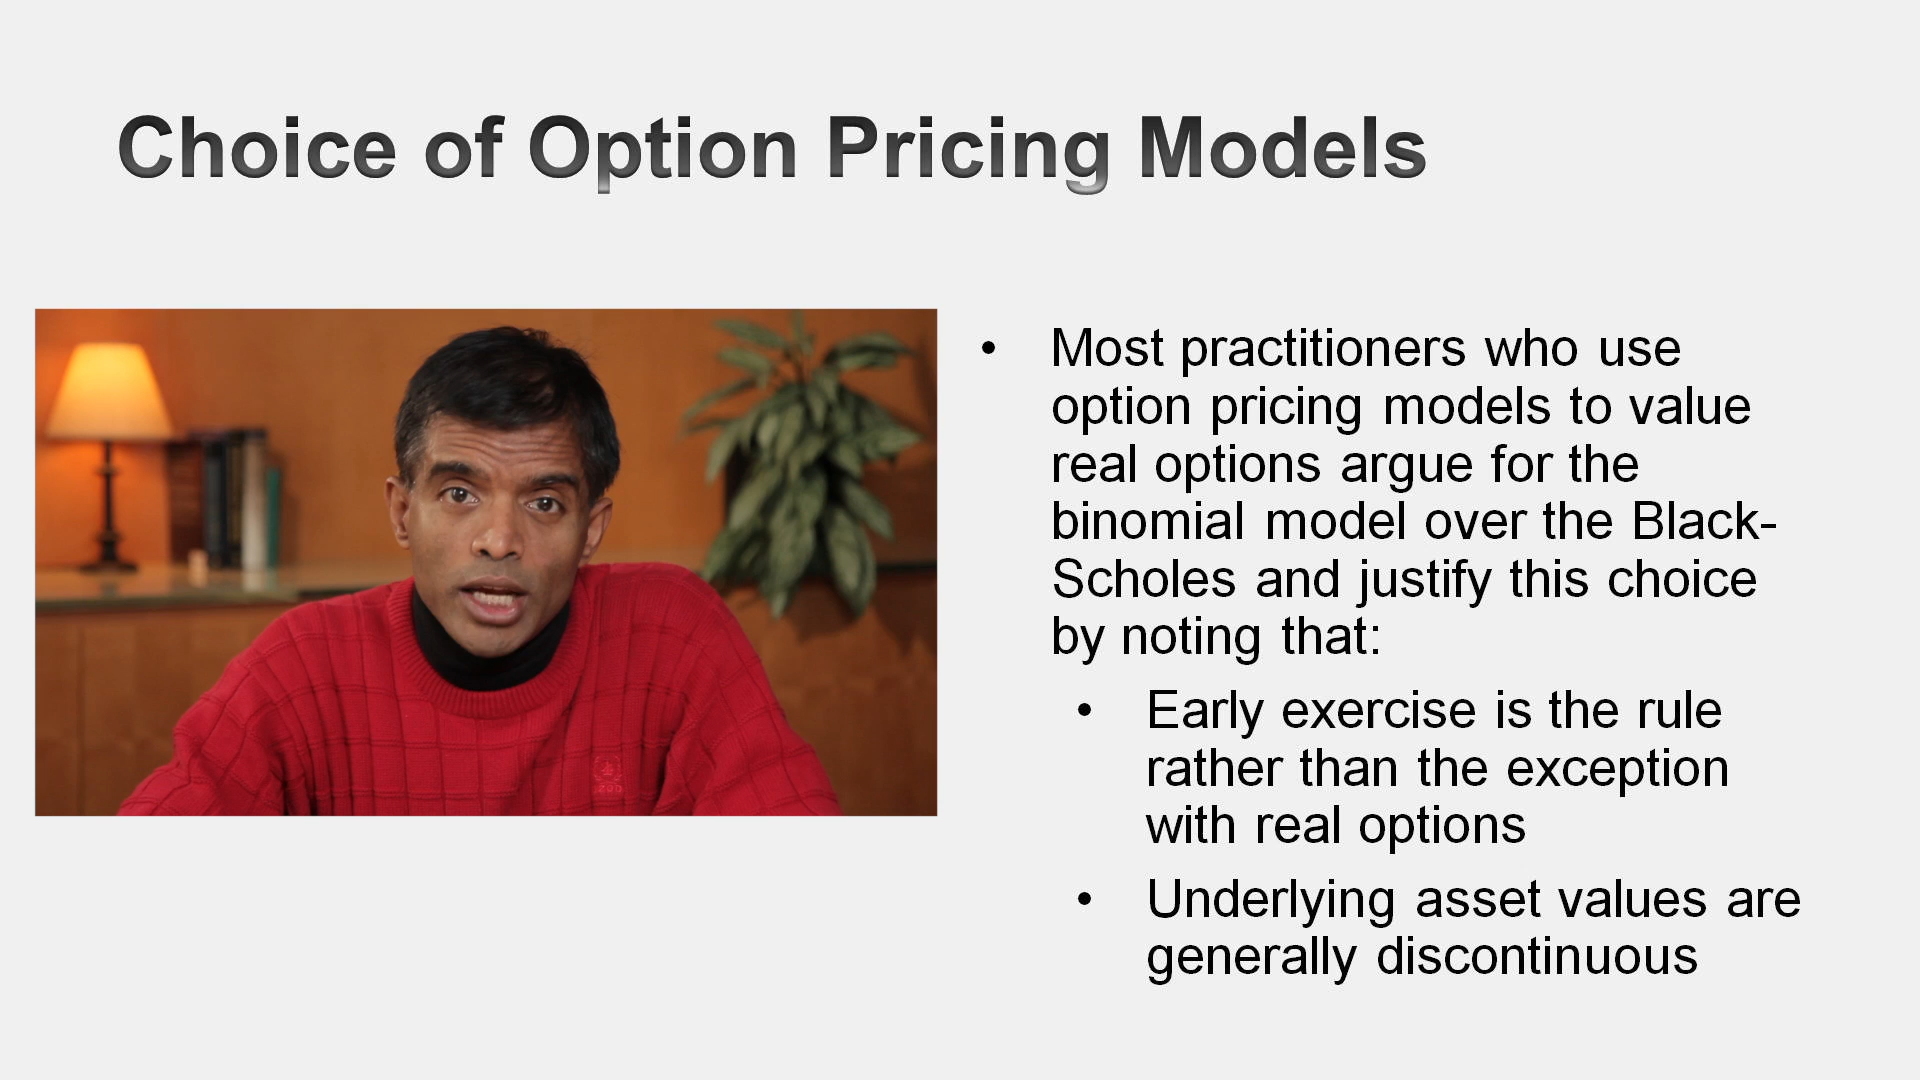 Choice of Option Pricing Models
• Most practitioners who use
option pricing models to value
real options argue for the
binomial model over the Black-
Scholes and justify this choice
by noting that:
• Early exercise is the rule
rather than the exception
with real options
• Underlying asset values are
generally discontinuous